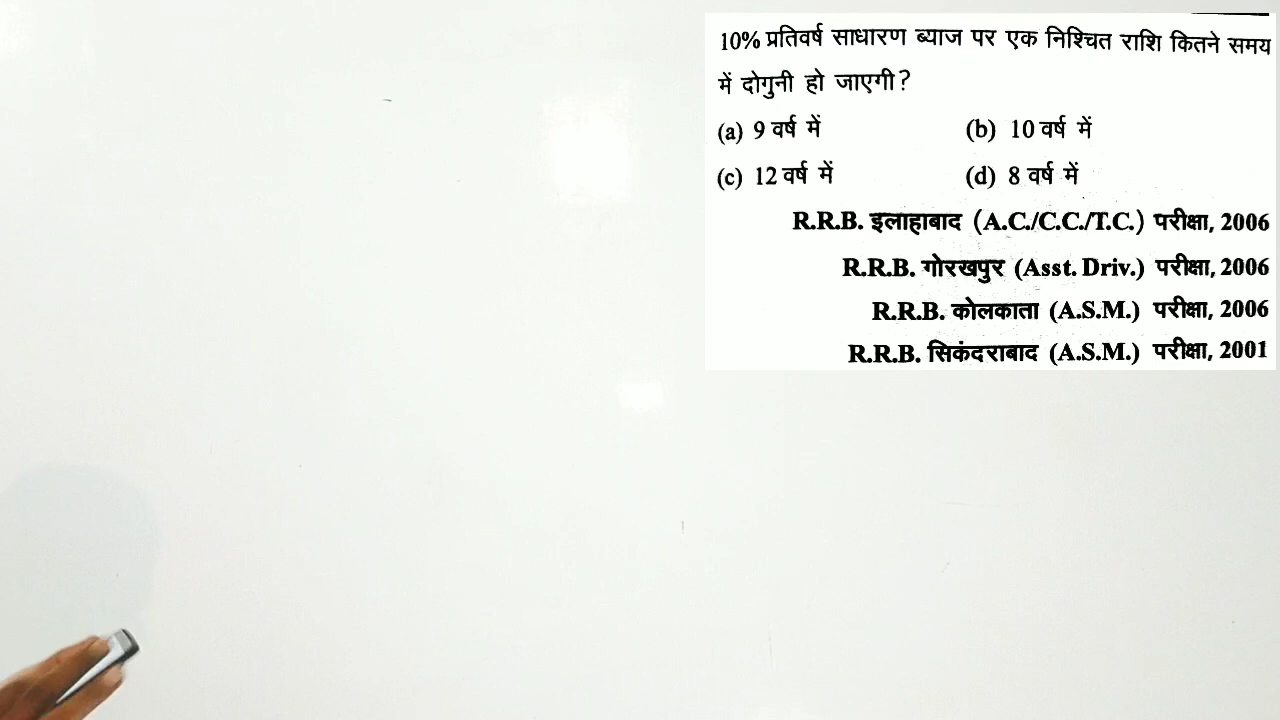 10% प्रतिवर्ष साधारण ब्याज पर एक निश्चित राशि कितने समय
में दोगुनी हो जाएगी?
(a) 9 वर्ष में (b) 10 वर्ष में
(c) 12 वर्ष में (d) 8 वर्ष में
R.R.B. इलाहाबाद (A.C./C.C./T.C.) परीक्षा, 2006
R.R.B. गोरखपुर (Asst. Driv.) परीक्षा, 2006
R.R.B. कोलकाता (A.S.M.) परीक्षा, 2006
R.R.B. सिकंदराबाद (A.S.M.) परीक्षा, 2001